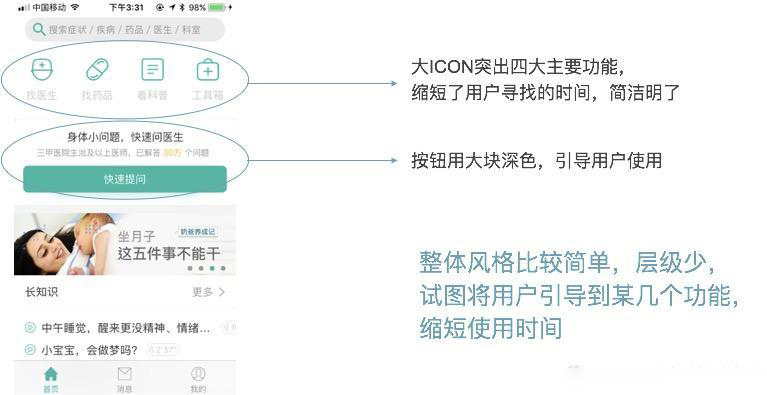 中国移动
下午3:31
98%
搜索症状 / 疾病 / 药品 / 医生 / 科室
找医生
找药品
看科普
工具箱
大ICON突出四大主要功能，
缩短了用户寻找的时间，简洁明了
身体小问题，快速问医生
三甲医院主治及以上医师，已解答 30万 个问题
快速提问
按钮用大块深色，引导用户使用
奶爸养成记
坐月子
这五件事不能干
长知识
更多
中午睡觉，醒来更没精神、情绪...
小宝宝，会做梦吗？
2'37"
整体风格比较简单，层级少，
试图将用户引导到某几个功能，
缩短使用时间
首页
消息
我的